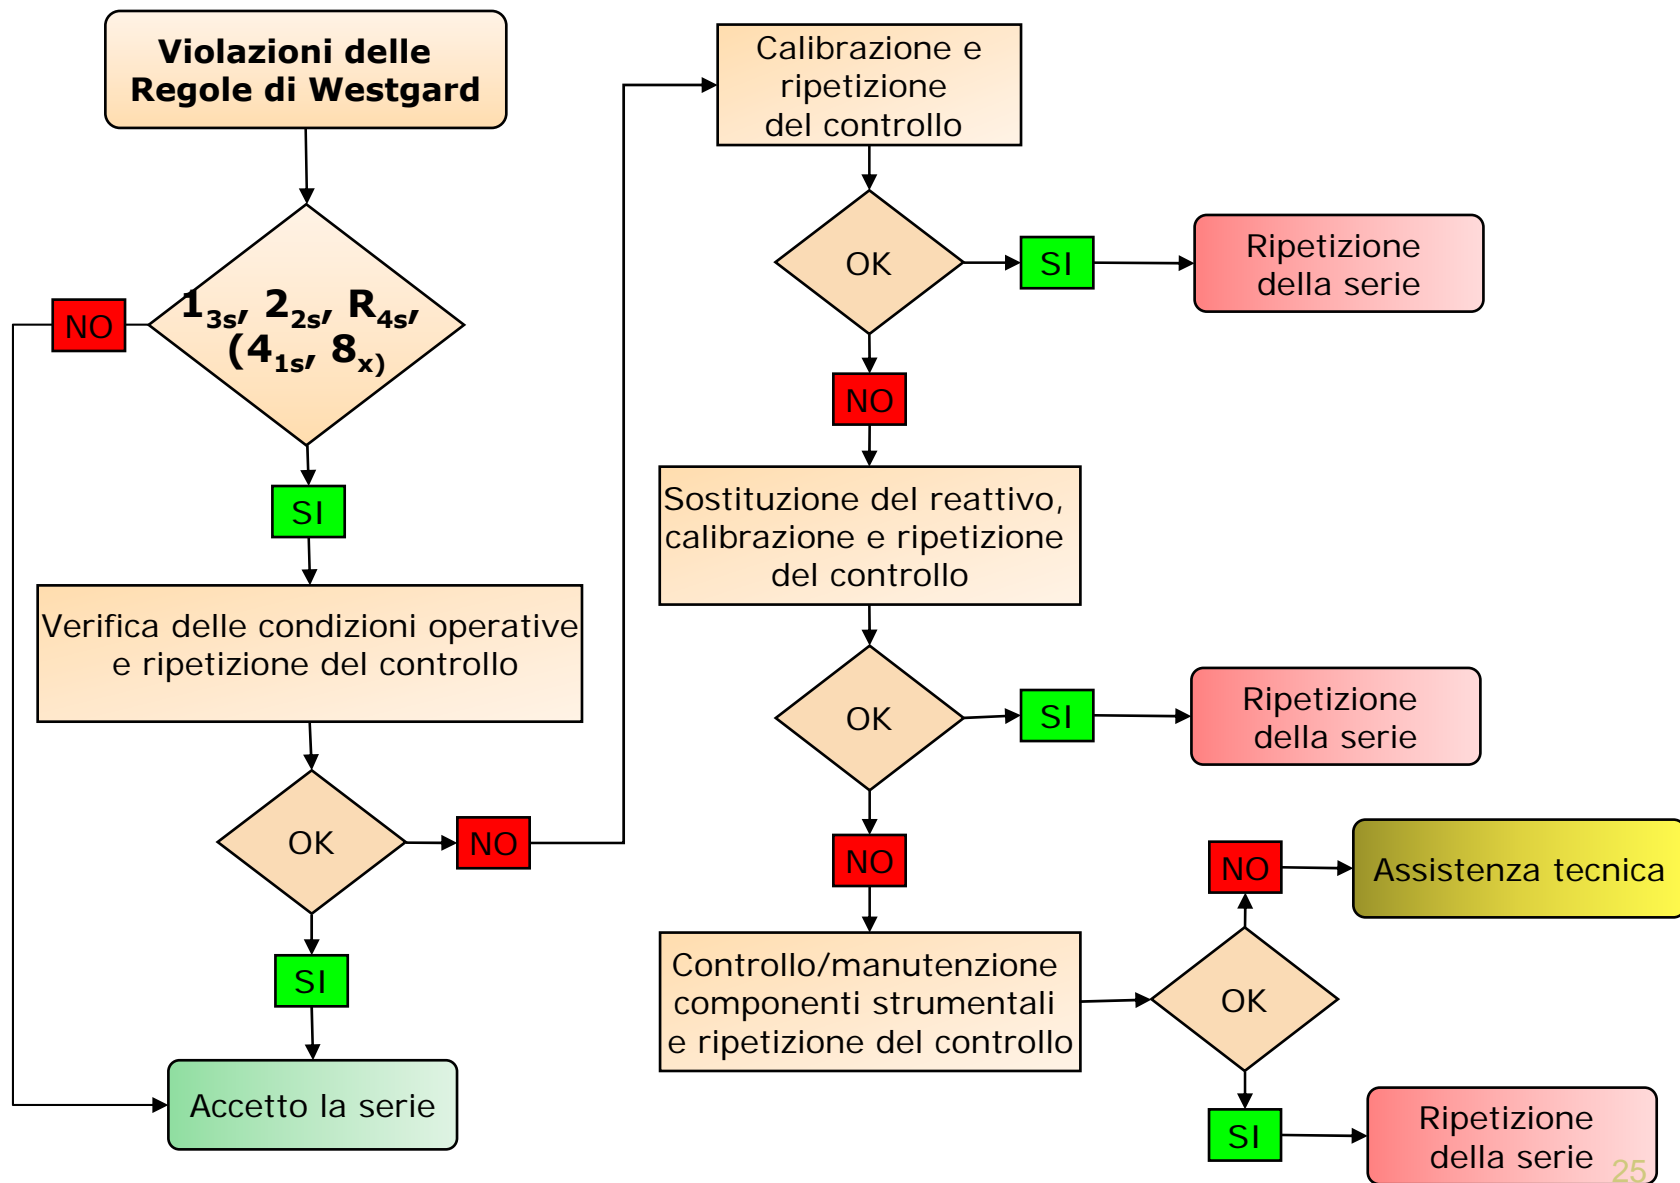 Violazioni delle
Regole di Westgard
1₃ₛ, 2₂ₛ, R₄ₛ,
(4₁ₛ, 8ₓ)
NO
SI
Verifica delle condizioni operative
e ripetizione del controllo
OK
NO
SI
Accetto la serie
Calibrazione e
ripetizione
del controllo
OK
SI
Ripetizione
della serie
NO
Sostituzione del reattivo,
calibrazione e ripetizione
del controllo
OK
SI
Ripetizione
della serie
NO
Controllo/manutenzione
componenti strumentali
e ripetizione del controllo
OK
NO
Assistenza tecnica
SI
Ripetizione
della serie
25